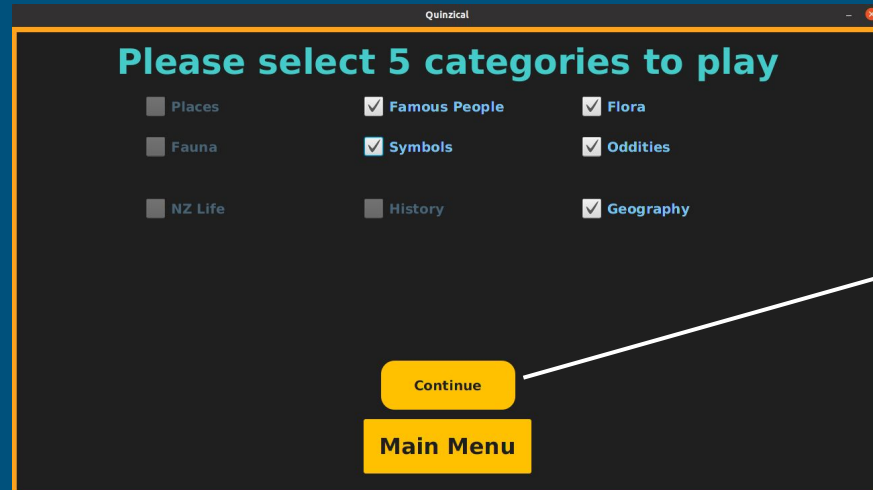 Quinzical
Please select 5 categories to play
Places Famous People Flora
Fauna Symbols Oddities
NZ Life History Geography
Continue
Main Menu